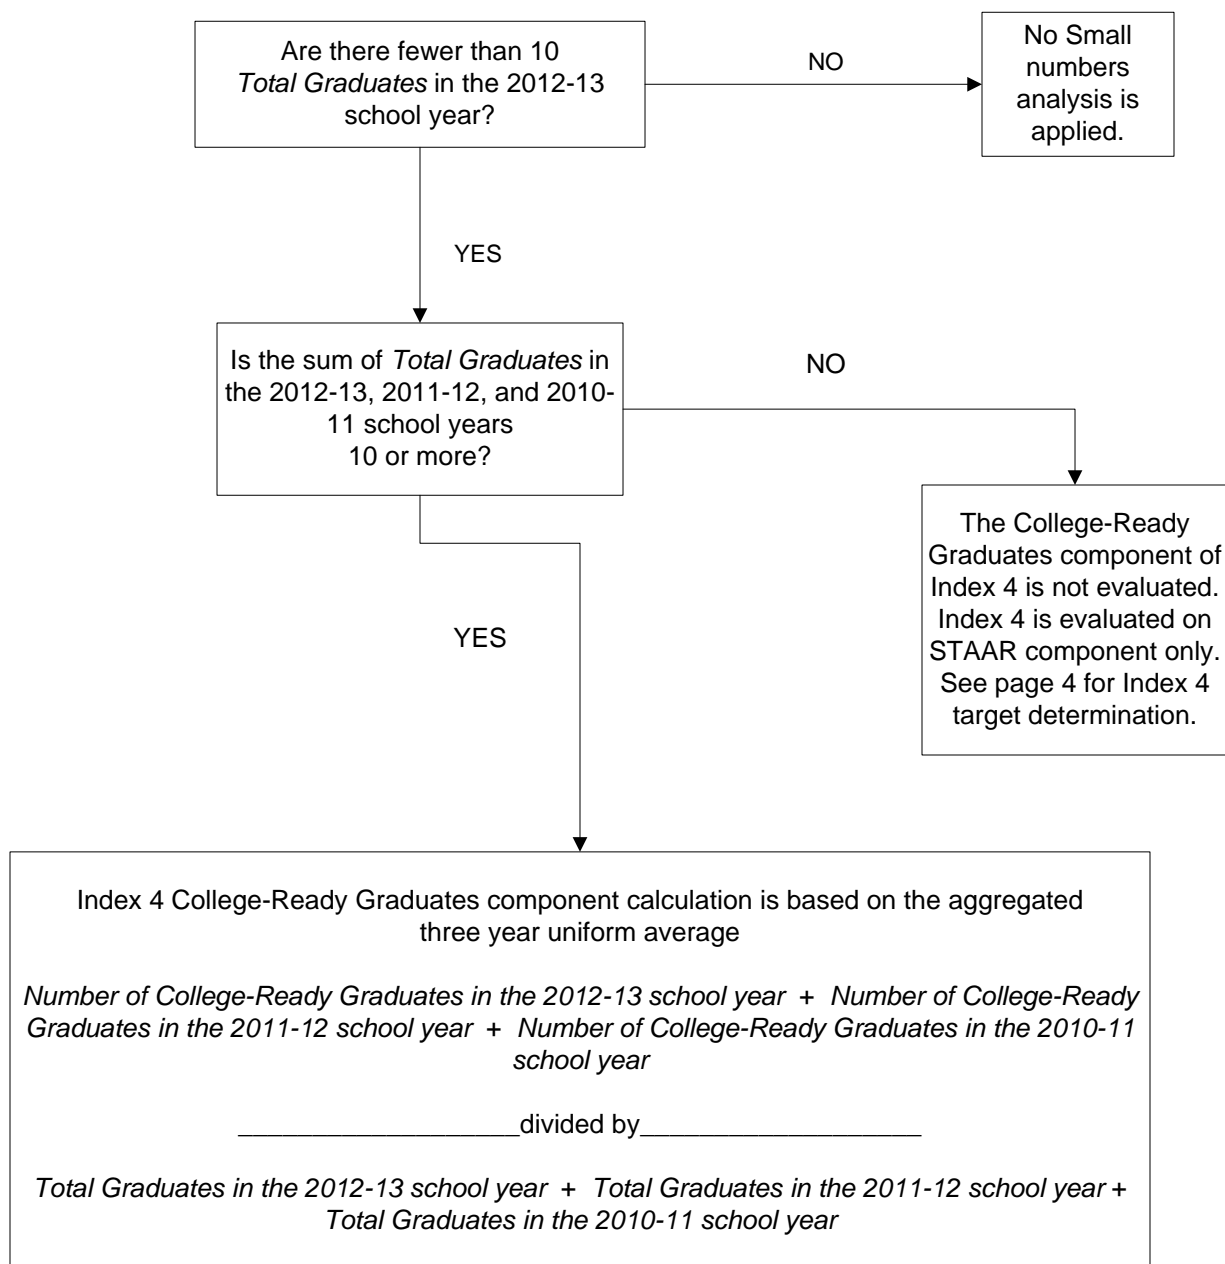 Are there fewer than 10
Total Graduates in the 2012-13
school year?
NO
No Small
numbers
analysis is
applied.
YES
Is the sum of Total Graduates in
the 2012-13, 2011-12, and 2010-
11 school years
10 or more?
NO
The College-Ready
Graduates component of
Index 4 is not evaluated.
Index 4 is evaluated on
STAAR component only.
See page 4 for Index 4
target determination.
YES
Index 4 College-Ready Graduates component calculation is based on the aggregated
three year uniform average
Number of College-Ready Graduates in the 2012-13 school year + Number of College-Ready
Graduates in the 2011-12 school year + Number of College-Ready Graduates in the 2010-11
school year
___________________divided by___________________
Total Graduates in the 2012-13 school year + Total Graduates in the 2011-12 school year +
Total Graduates in the 2010-11 school year